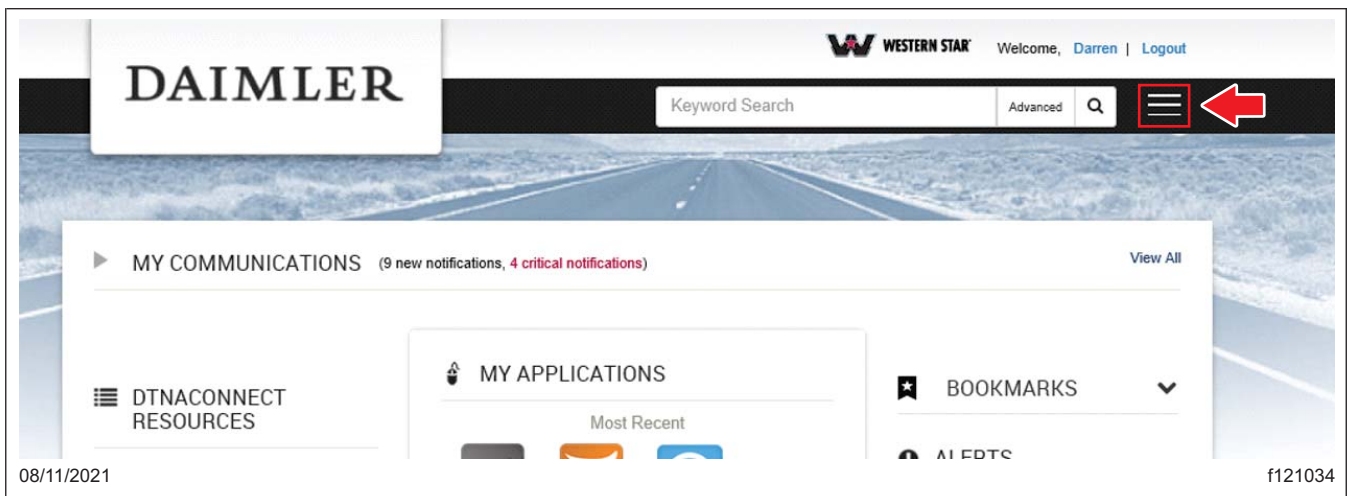 WESTERN STAR Welcome, Darren | Logout
DAIMLER
Keyword Search Advanced
MY COMMUNICATIONS (9 new notifications, 4 critical notifications) View All
MY APPLICATIONS
BOOKMARKS
DTNACONNECT
RESOURCES
Most Recent
ALERTS
08/11/2021 f121034